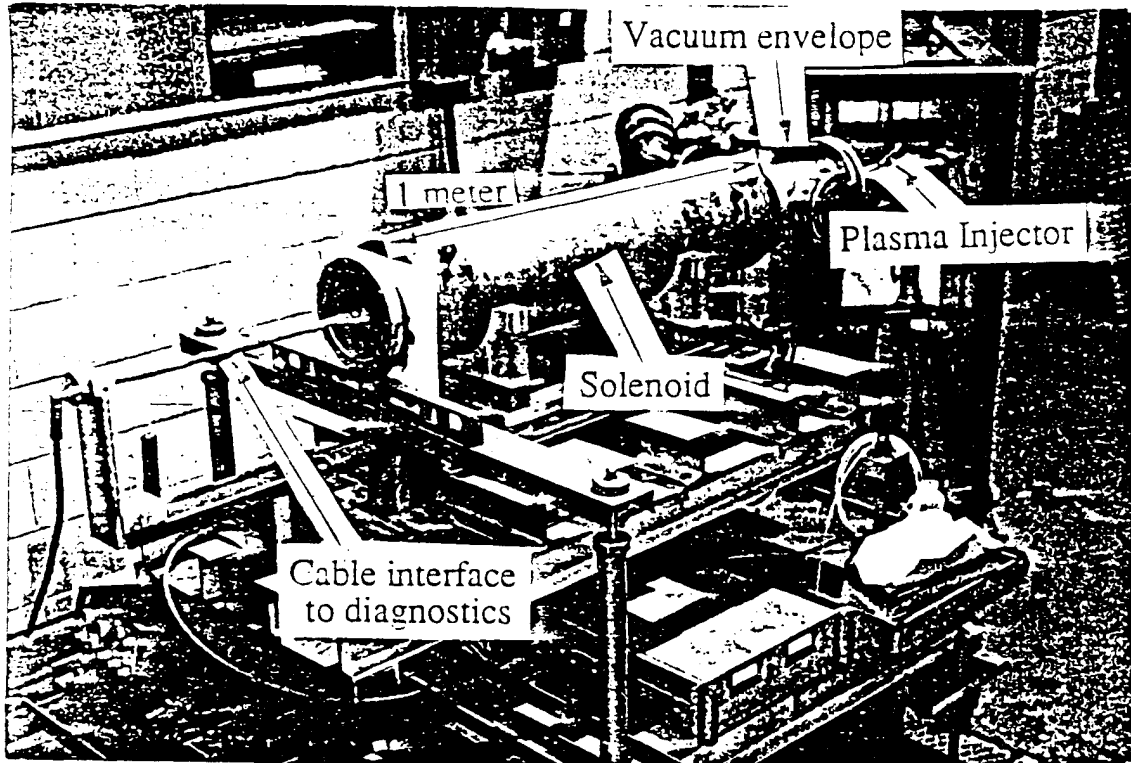 Vacuum envelope
1 meter
Plasma Injector
Solenoid
Cable interface
to diagnostics